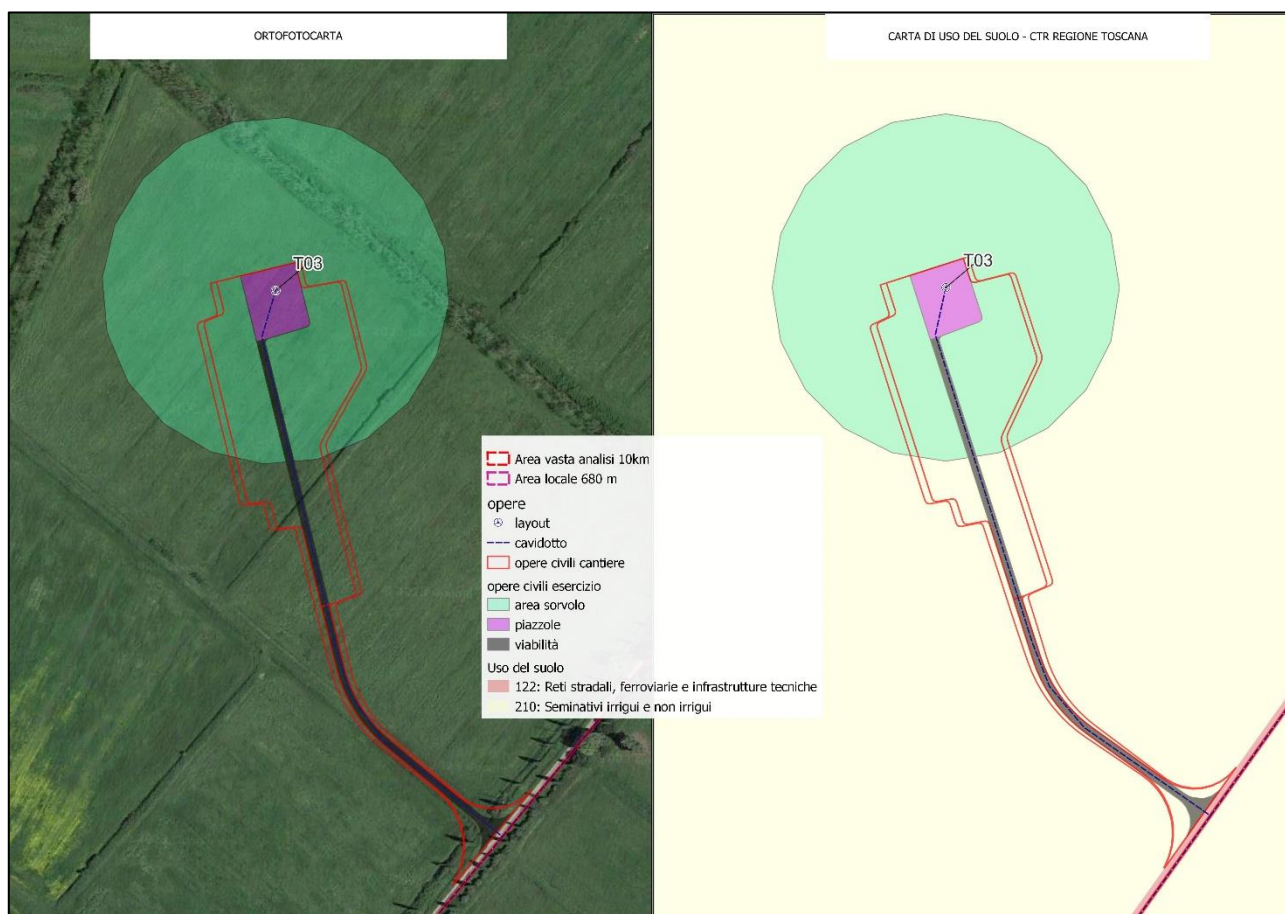 ORTOFOTOCARTA
CARTA DI USO DEL SUOLO - CTR REGIONE TOSCANA
T03
T03
Area vasta analisi 10km
Area locale 680 m
opere
layout
cavidotto
opere civili cantiere
opere civili esercizio
area sorvolo
piazzole
viabilità
Uso del suolo
122: Reti stradali, ferroviarie e infrastrutture tecniche
210: Seminativi irrigui e non irrigui